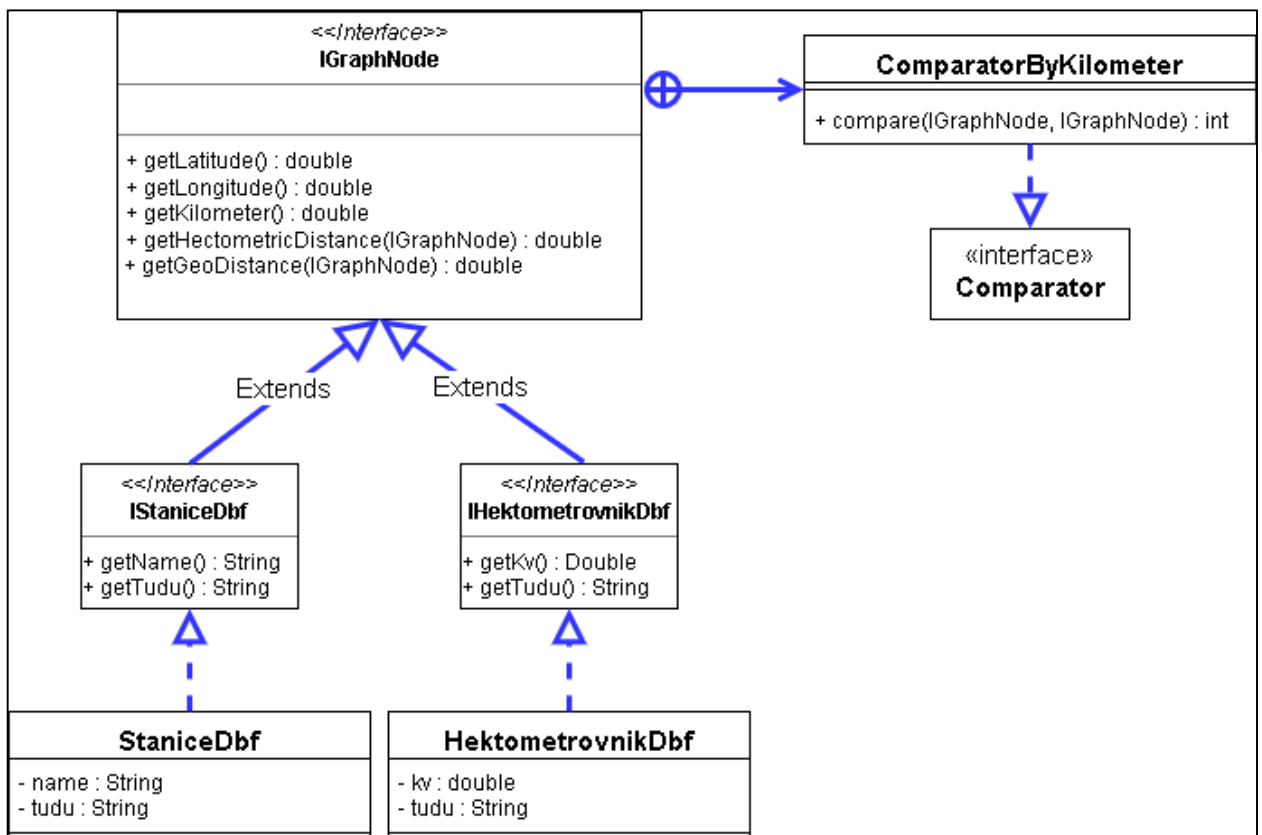 <<Interface>>
IGraphNode
+ getLatitude() : double
+ getLongitude() : double
+ getKilometer() : double
+ getHectometricDistance(IGraphNode) : double
+ getGeoDistance(IGraphNode) : double
ComparatorByKilometer
+ compare(IGraphNode, IGraphNode) : int
«interface»
Comparator
Extends
Extends
<<Interface>>
IStaniceDbf
+ getName() : String
+ getTudu() : String
<<Interface>>
IHektometrovnikDbf
+ getKv() : Double
+ getTudu() : String
StaniceDbf
- name : String
- tudu : String
HektometrovnikDbf
- kv : double
- tudu : String